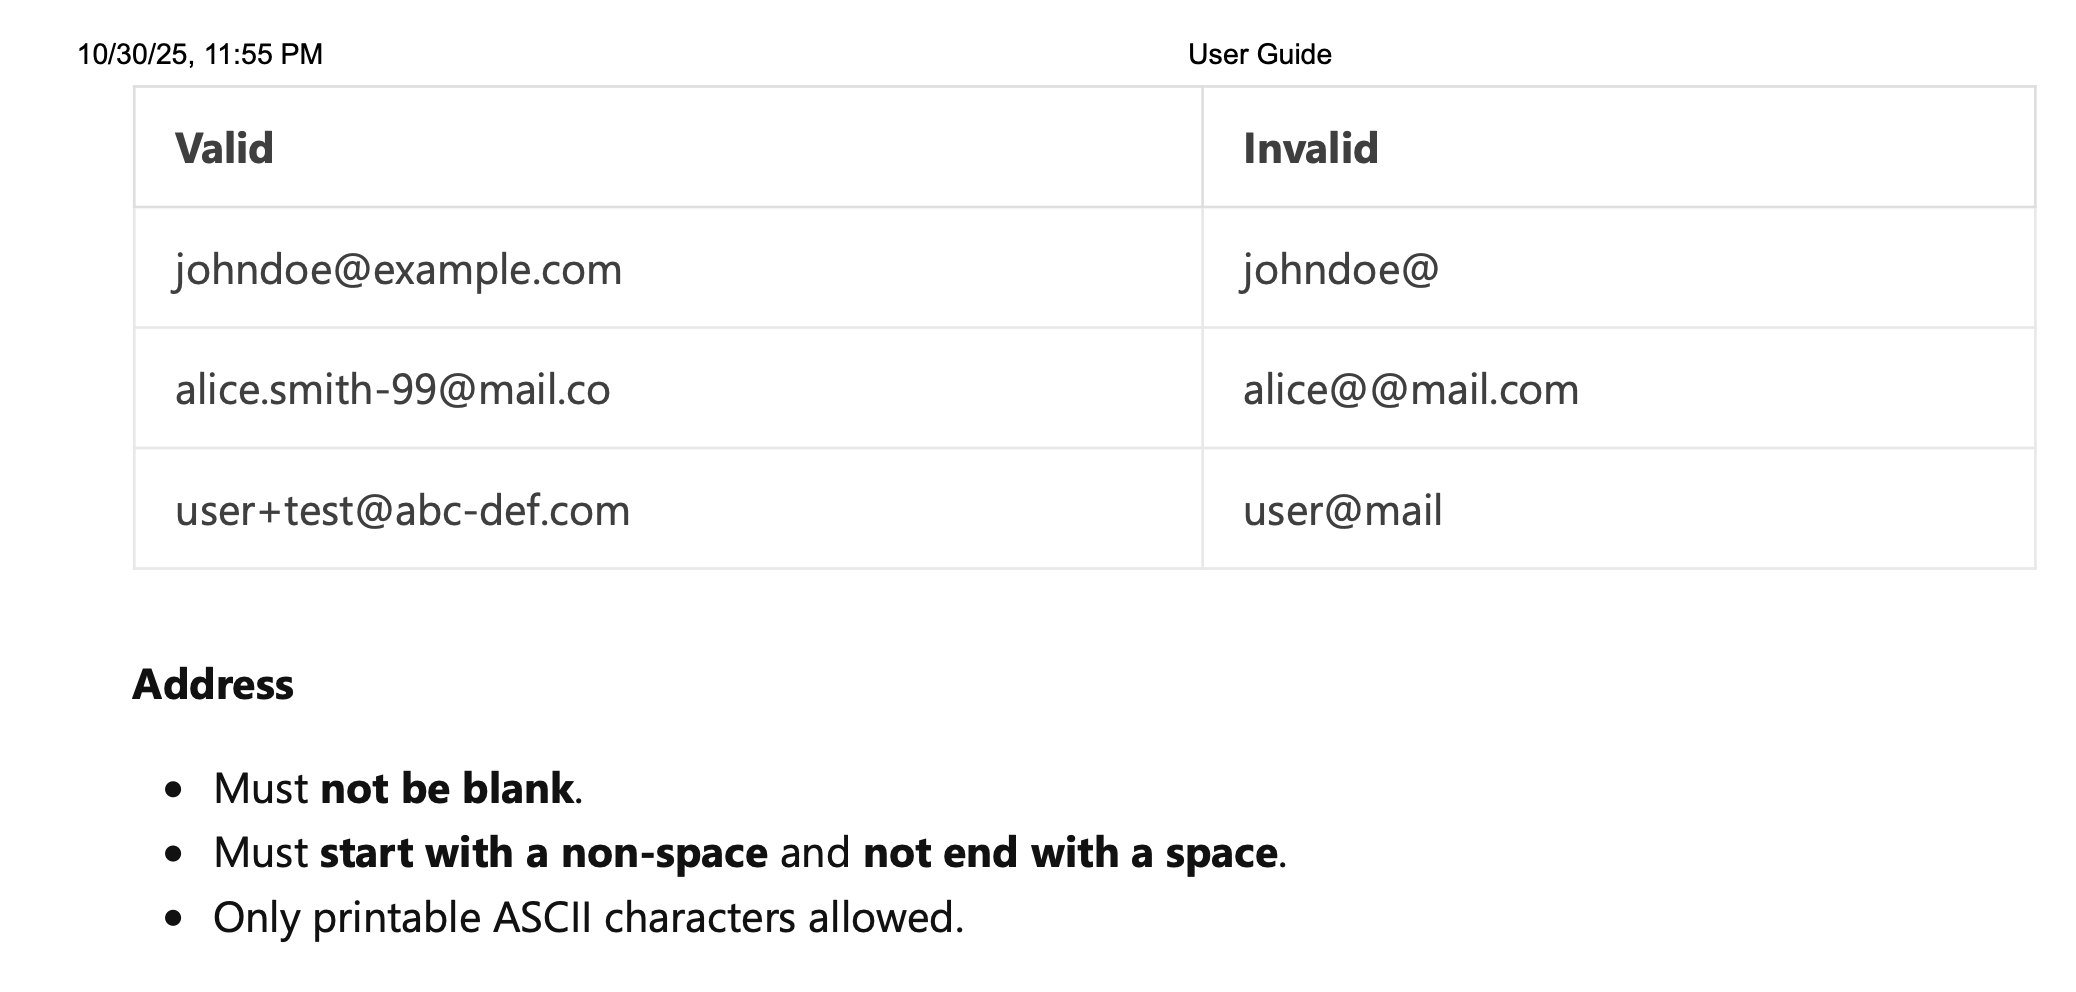 10/30/25, 11:55 PM User Guide
Valid Invalid
johndoe@example.com johndoe@
alice.smith-99@mail.co alice@@mail.com
user+test@abc-def.com user@mail
Address
• Must not be blank.
• Must start with a non-space and not end with a space.
• Only printable ASCII characters allowed.